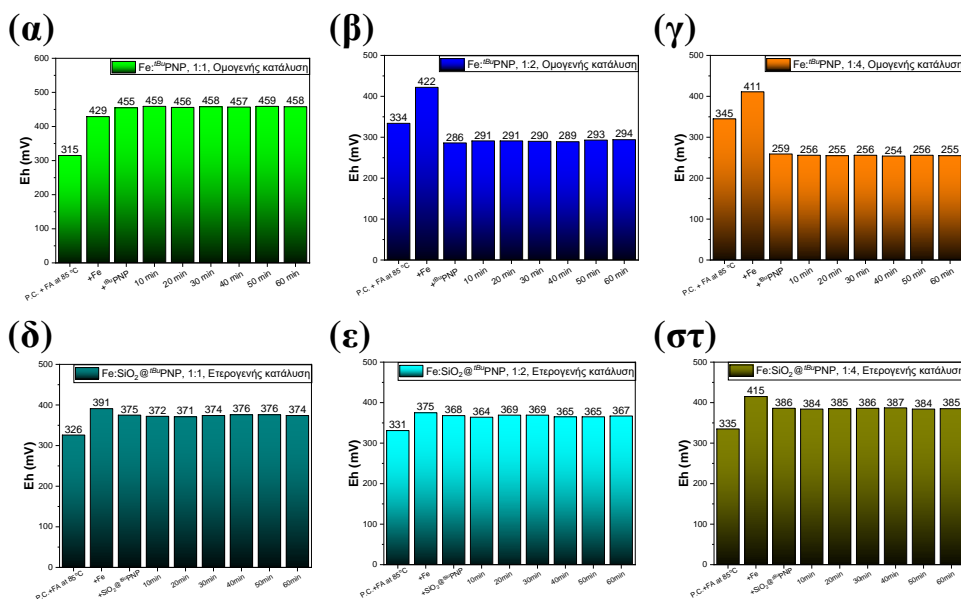 (α)
Fe:tBuPNP, 1:1, Ομογενής κατάλυση
Eh (mV)
600
500
400
300
200
100
0
315
429
455
459
456
458
457
459
458
P.C. + FA at 85 °C
+Fe
+tBuPNP
10 min
20 min
30 min
40 min
50 min
60 min
(β)
Fe:tBuPNP, 1:2, Ομογενής κατάλυση
Eh (mV)
500
400
300
200
100
0
334
422
286
291
291
290
289
293
294
P.C. + FA at 85 °C
+Fe
+tBuPNP
10 min
20 min
30 min
40 min
50 min
60 min
(γ)
Fe:tBuPNP, 1:4, Ομογενής κατάλυση
Eh (mV)
500
400
300
200
100
0
345
411
259
256
255
256
254
256
255
P.C. + FA at 85 °C
+Fe
+tBuPNP
10 min
20 min
30 min
40 min
50 min
60 min
(δ)
Fe:SiO2@tBuPNP, 1:1, Ετερογενής κατάλυση
Eh (mV)
500
400
300
200
100
0
326
391
375
372
371
374
376
376
374
P.C.+FA at 85°C
+Fe
+SiO2@tBuPNP
10min
20min
30min
40min
50min
60min
(ε)
Fe:SiO2@tBuPNP, 1:2, Ετερογενής κατάλυση
Eh (mV)
500
400
300
200
100
0
331
375
368
364
369
369
365
365
367
P.C.+FA at 85°C
+Fe
+SiO2@tBuPNP
10min
20min
30min
40min
50min
60min
(στ)
Fe:SiO2@tBuPNP, 1:4, Ετερογενής κατάλυση
Eh (mV)
500
400
300
200
100
0
335
415
386
384
385
386
387
384
385
P.C.+FA at 85°C
+Fe
+SiO2@tBuPNP
10min
20min
30min
40min
50min
60min